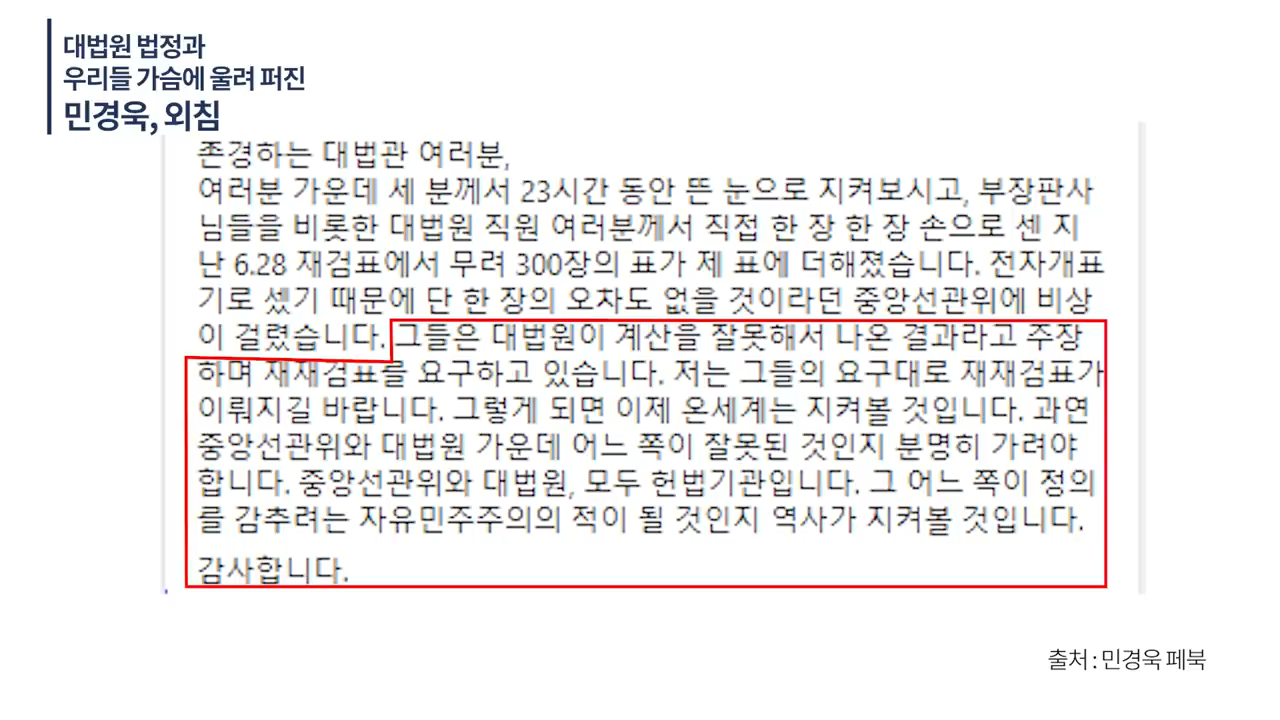 대법원 법정과
우리들 가슴에 울려 퍼진
민경욱, 외침
존경하는 대법관 여러분,
여러분 가운데 세 분께서 23시간 동안 뜬 눈으로 지켜보시고, 부장판사
님들을 비롯한 대법원 직원 여러분께서 직접 한 장 한 장 손으로 센 지
난 6.28 재검표에서 무려 300장의 표가 제 표에 더해졌습니다. 전자개표
기로 셌기 때문에 단 한 장의 오차도 없을 것이라던 중앙선관위에 비상
이 걸렸습니다. 그들은 대법원이 계산을 잘못해서 나온 결과라고 주장
하며 재재검표를 요구하고 있습니다. 저는 그들의 요구대로 재재검표가
이뤄지길 바랍니다. 그렇게 되면 이제 온세계는 지켜볼 것입니다. 과연
중앙선관위와 대법원 가운데 어느 쪽이 잘못된 것인지 분명히 가려야
합니다. 중앙선관위와 대법원, 모두 헌법기관입니다. 그 어느 쪽이 정의
를 감추려는 자유민주주의의 적이 될 것인지 역사가 지켜볼 것입니다.
감사합니다.
출처 : 민경욱 페북